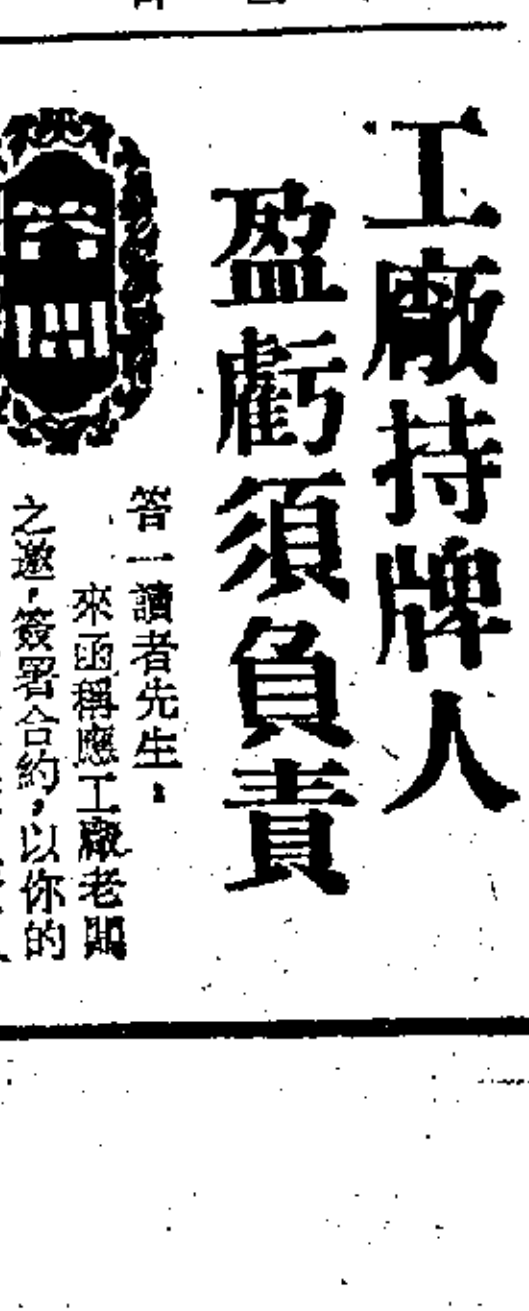 工廠持牌人
盈虧須負責
答一讀者先生：
來函稱應工廠老闆
之邀，簽署合約，以你的